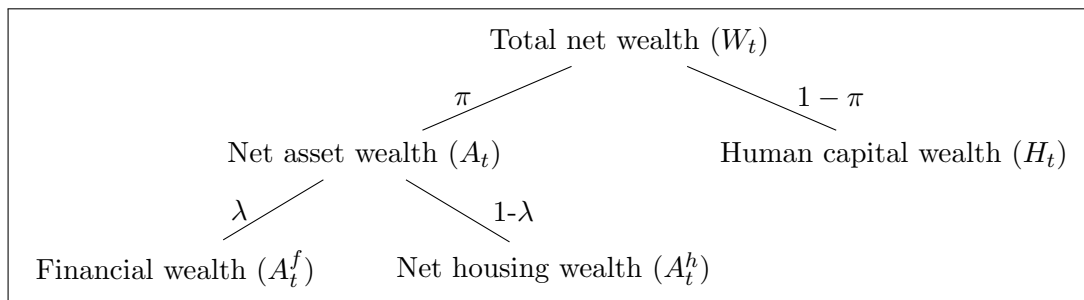 Total net wealth (W_t)
π 1 − π
Net asset wealth (A_t) Human capital wealth (H_t)
λ 1-λ
Financial wealth (A_t^f) Net housing wealth (A_t^h)